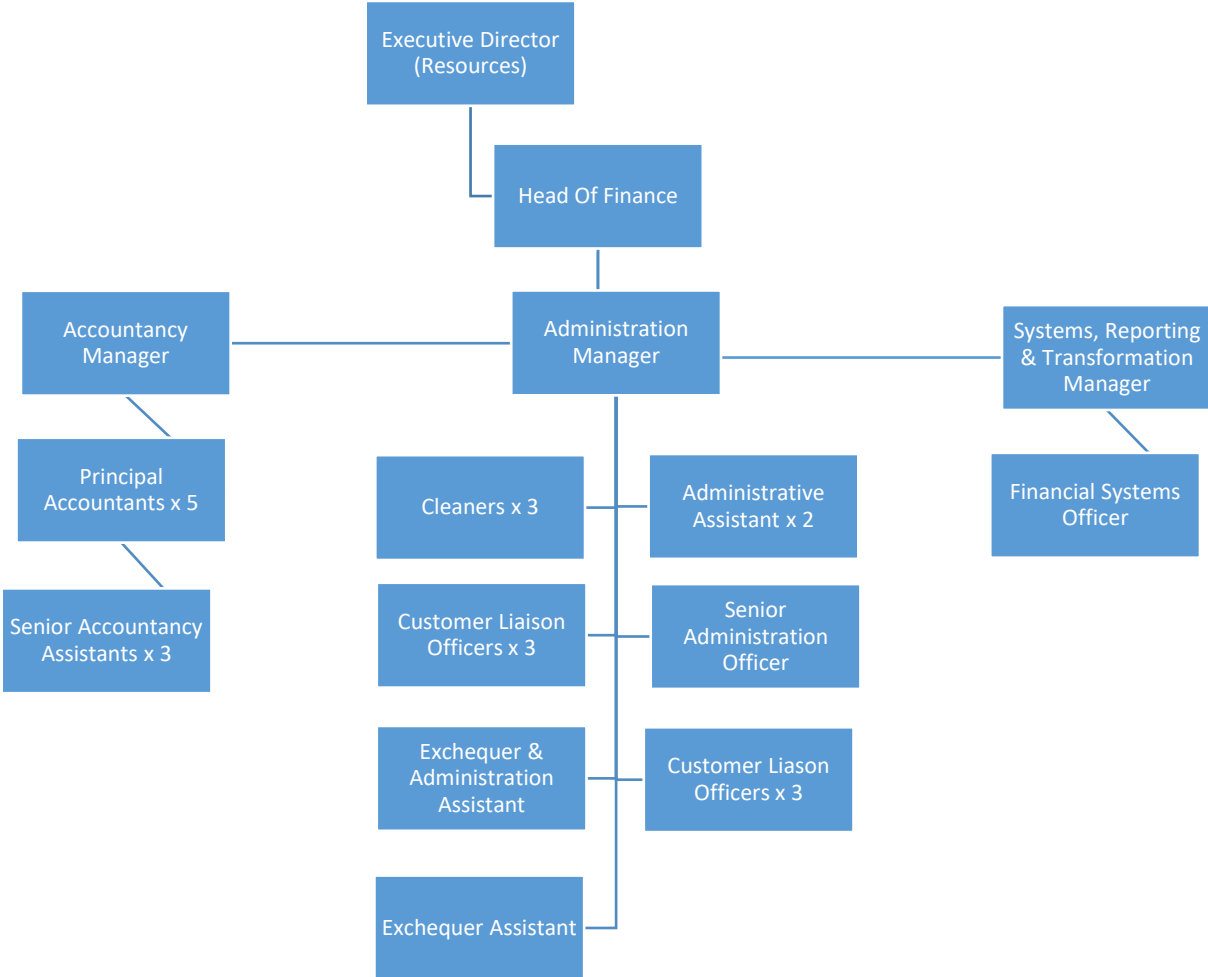 Executive Director
(Resources)
Head Of Finance
Accountancy
Manager
Administration
Manager
Systems, Reporting
& Transformation
Manager
Principal
Accountants x 5
Cleaners x 3
Administrative
Assistant x 2
Financial Systems
Officer
Senior Accountancy
Assistants x 3
Customer Liaison
Officers x 3
Senior
Administration
Officer
Exchequer &
Administration
Assistant
Customer Liason
Officers x 3
Exchequer Assistant